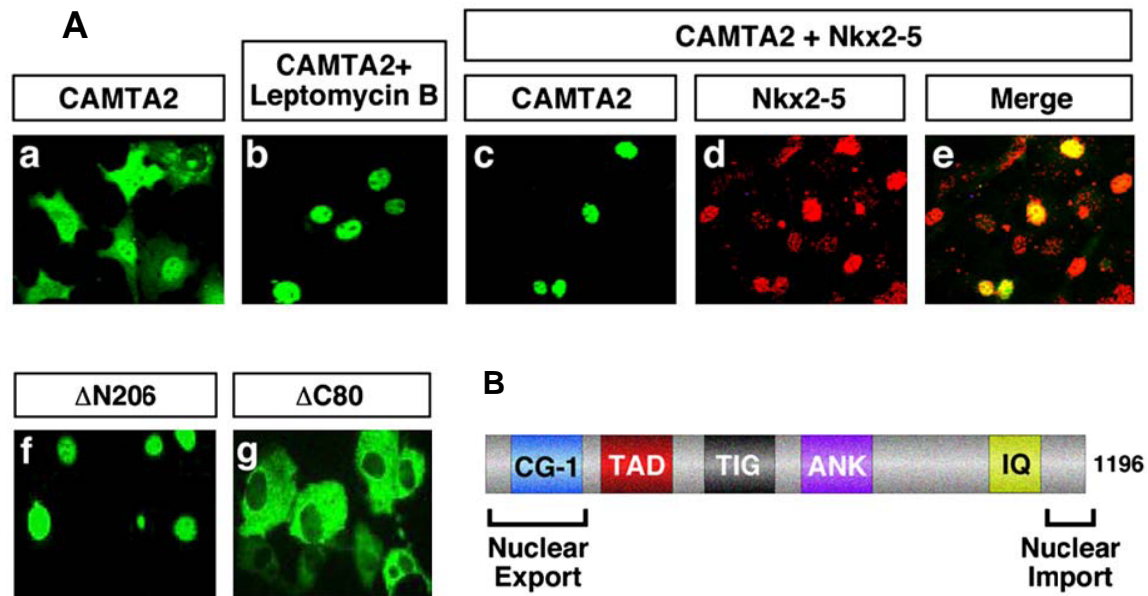 A
CAMTA2 + Nkx2-5
CAMTA2
CAMTA2+
Leptomycin B
CAMTA2
Nkx2-5
Merge
a
b
c
d
e
ΔN206
ΔC80
f
g
B
CG-1
TAD
TIG
ANK
IQ
1196
Nuclear
Export
Nuclear
Import